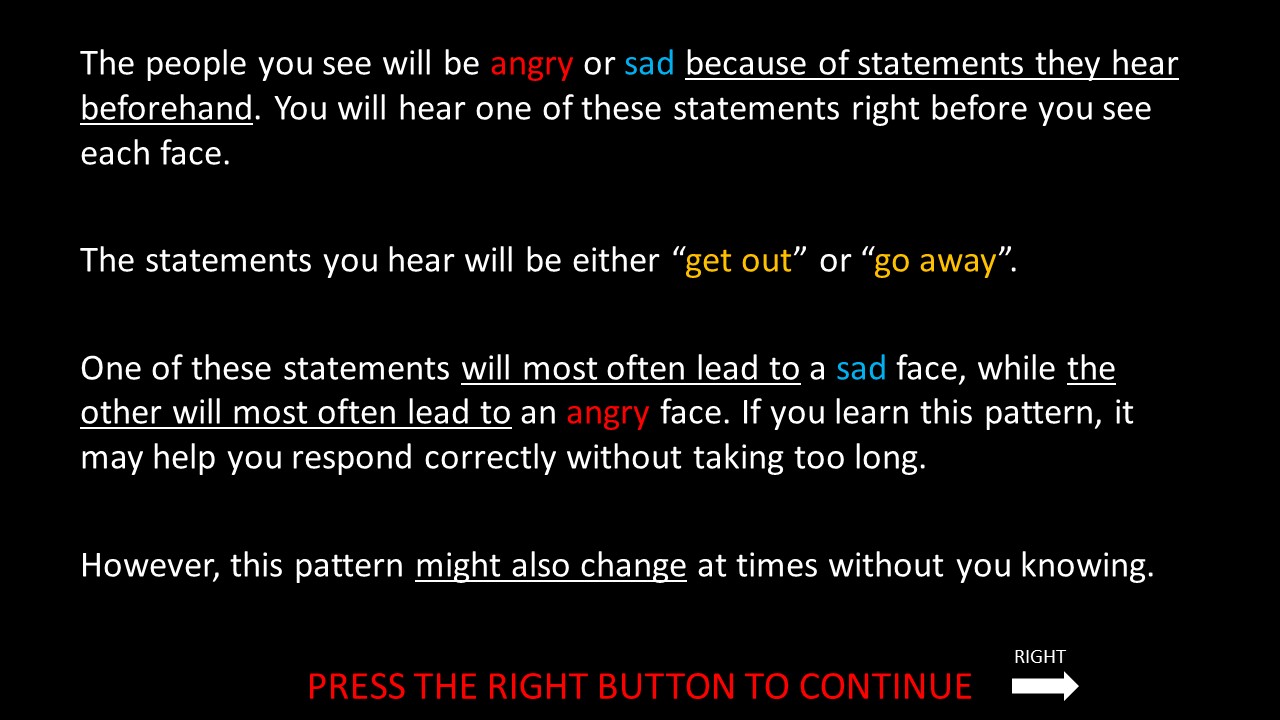 The people you see will be angry or sad because of statements they hear
beforehand. You will hear one of these statements right before you see
each face.
The statements you hear will be either “get out” or “go away”.
One of these statements will most often lead to a sad face, while the
other will most often lead to an angry face. If you learn this pattern, it
may help you respond correctly without taking too long.
However, this pattern might also change at times without you knowing.
RIGHT
PRESS THE RIGHT BUTTON TO CONTINUE